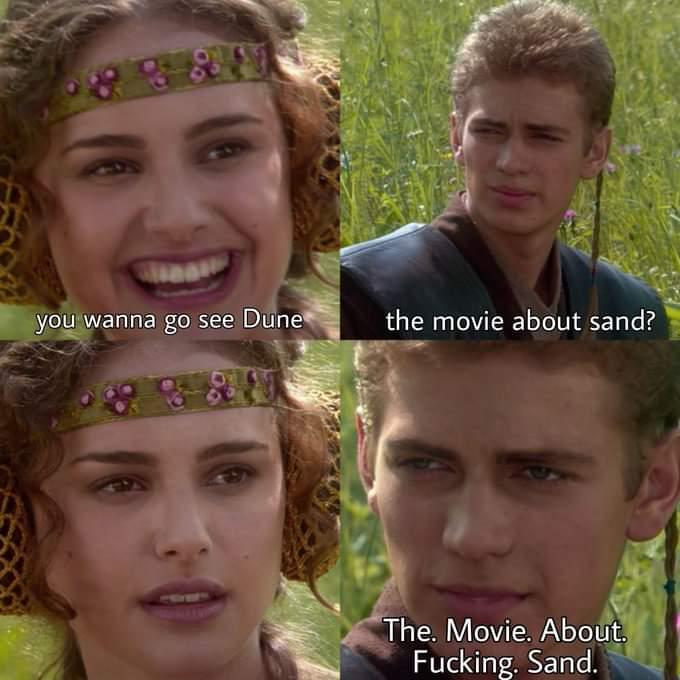 you wanna go see Dune
the movie about sand?
The. Movie. About.
Fucking. Sand.